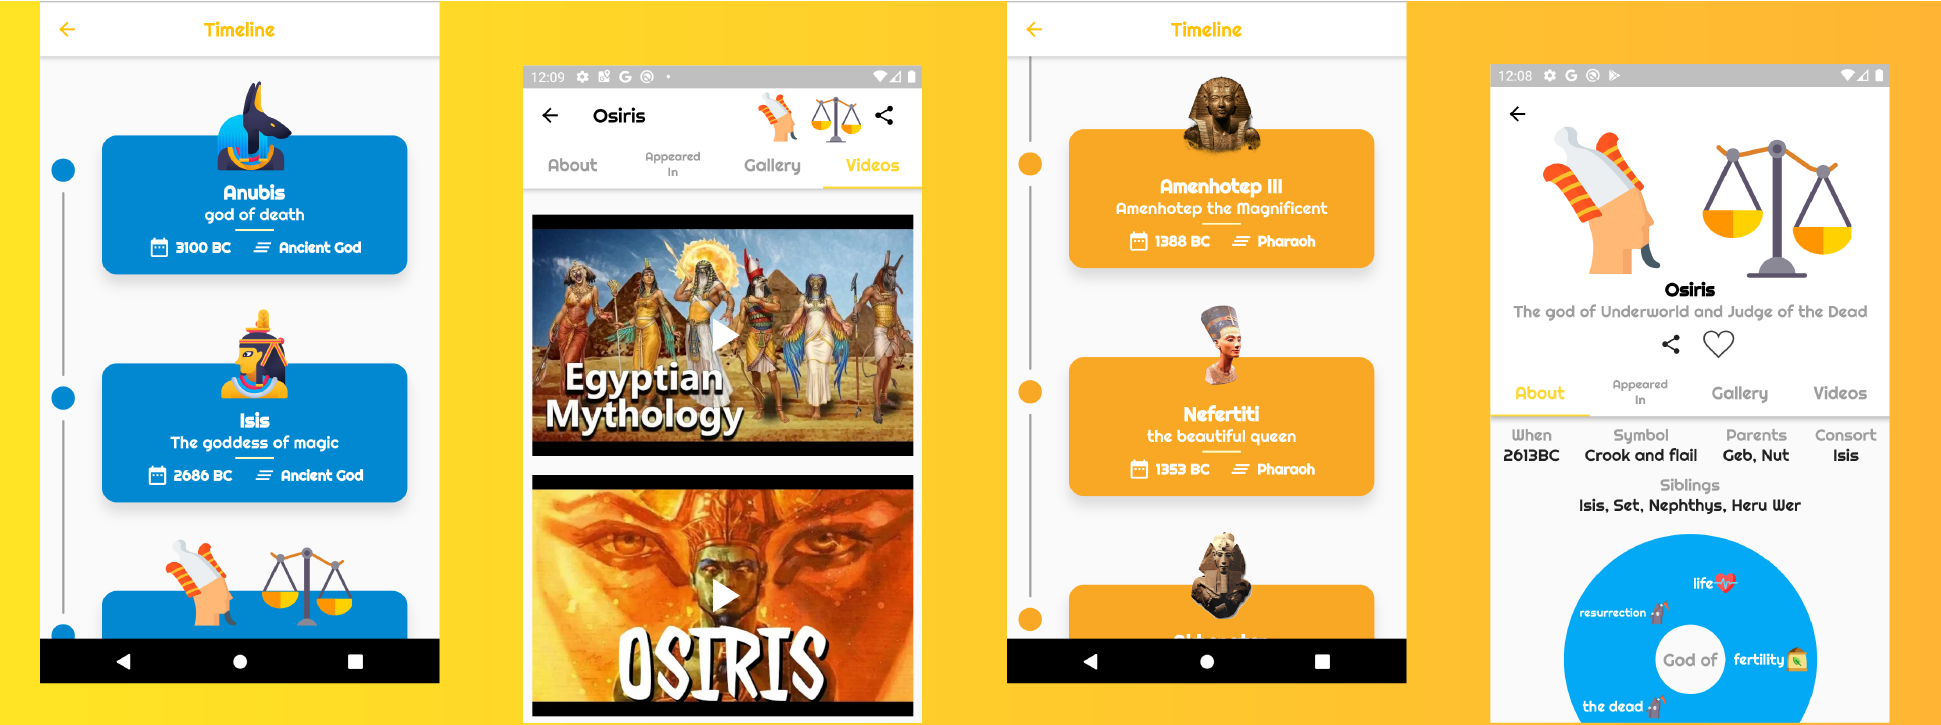 Timeline
Anubis
god of death
3100 BC Ancient God
Isis
The goddess of magic
2686 BC Ancient God
12:09
Osiris
About Appeared In Gallery Videos
Egyptian
Mythology
OSIRIS
Timeline
Amenhotep III
Amenhotep the Magnificent
1388 BC Pharaoh
Nefertiti
the beautiful queen
1353 BC Pharaoh
12:08
Osiris
The god of Underworld and Judge of the Dead
About Appeared In Gallery Videos
When Symbol Parents Consort
2613BC Crook and flail Geb, Nut Isis
Siblings
Isis, Set, Nephthys, Heru Wer
life
resurrection
God of fertility
the dead